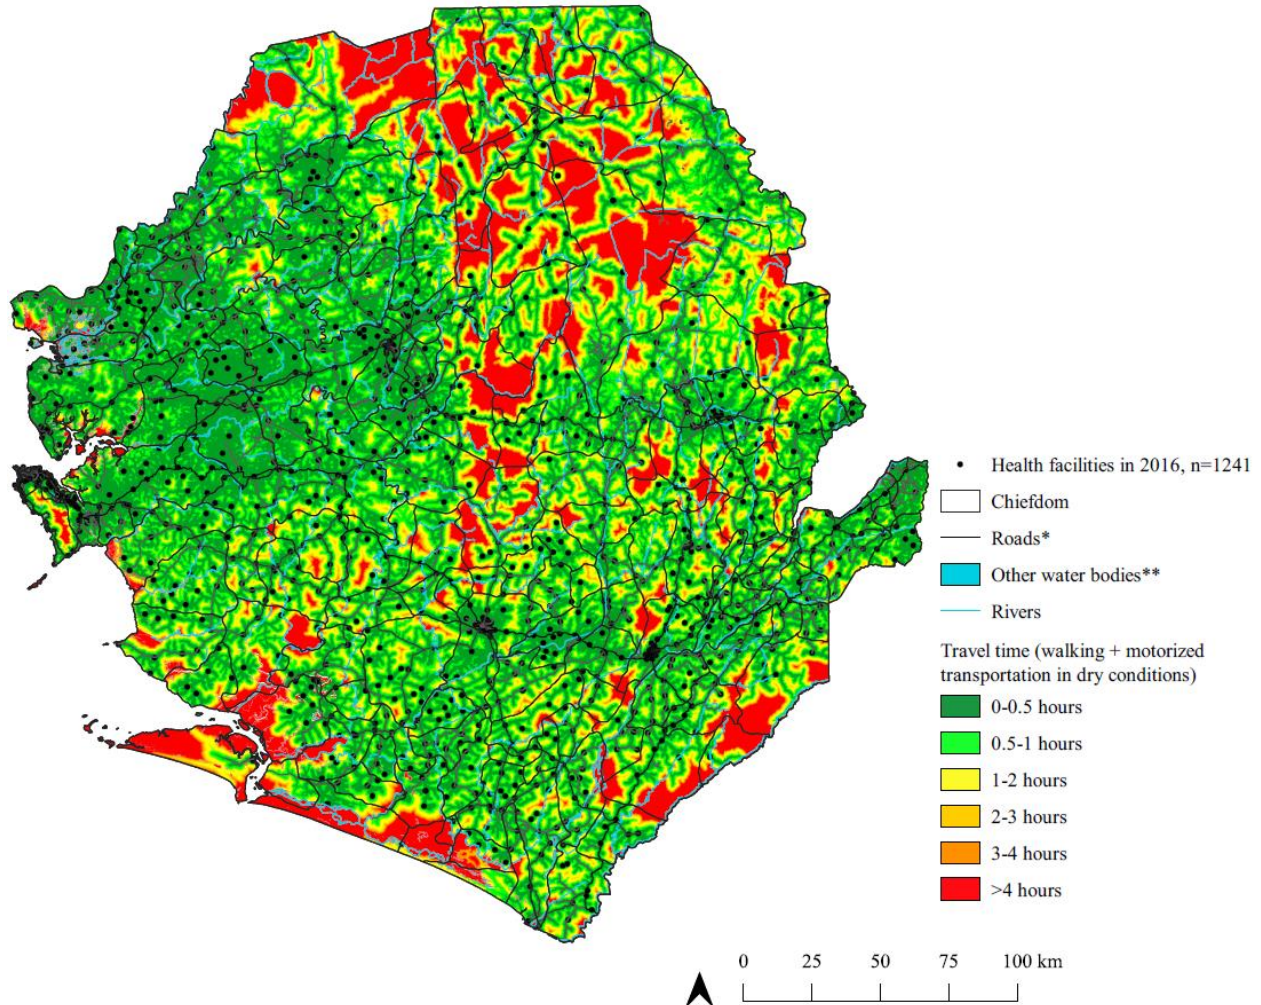 Health facilities in 2016, n=1241
Chiefdom
Roads*
Other water bodies**
Rivers
Travel time (walking + motorized
transportation in dry conditions)
0-0.5 hours
0.5-1 hours
1-2 hours
2-3 hours
3-4 hours
>4 hours
0 25 50 75 100 km